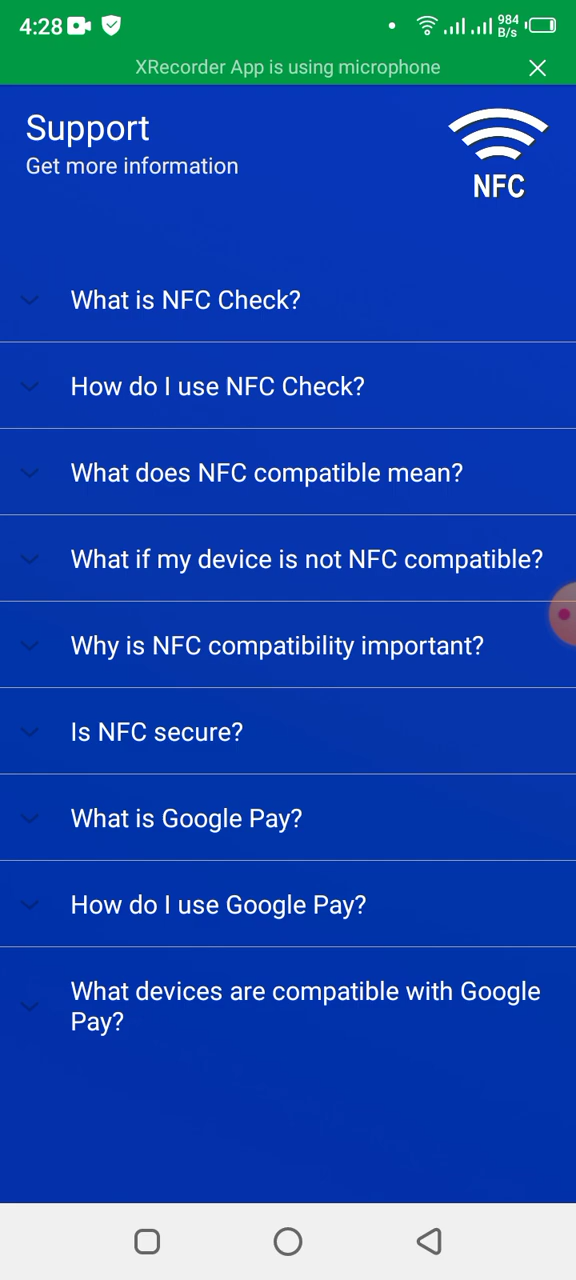 4:28
984
B/s
XRecorder App is using microphone
Support
Get more information
NFC
What is NFC Check?
How do I use NFC Check?
What does NFC compatible mean?
What if my device is not NFC compatible?
Why is NFC compatibility important?
Is NFC secure?
What is Google Pay?
How do I use Google Pay?
What devices are compatible with Google
Pay?